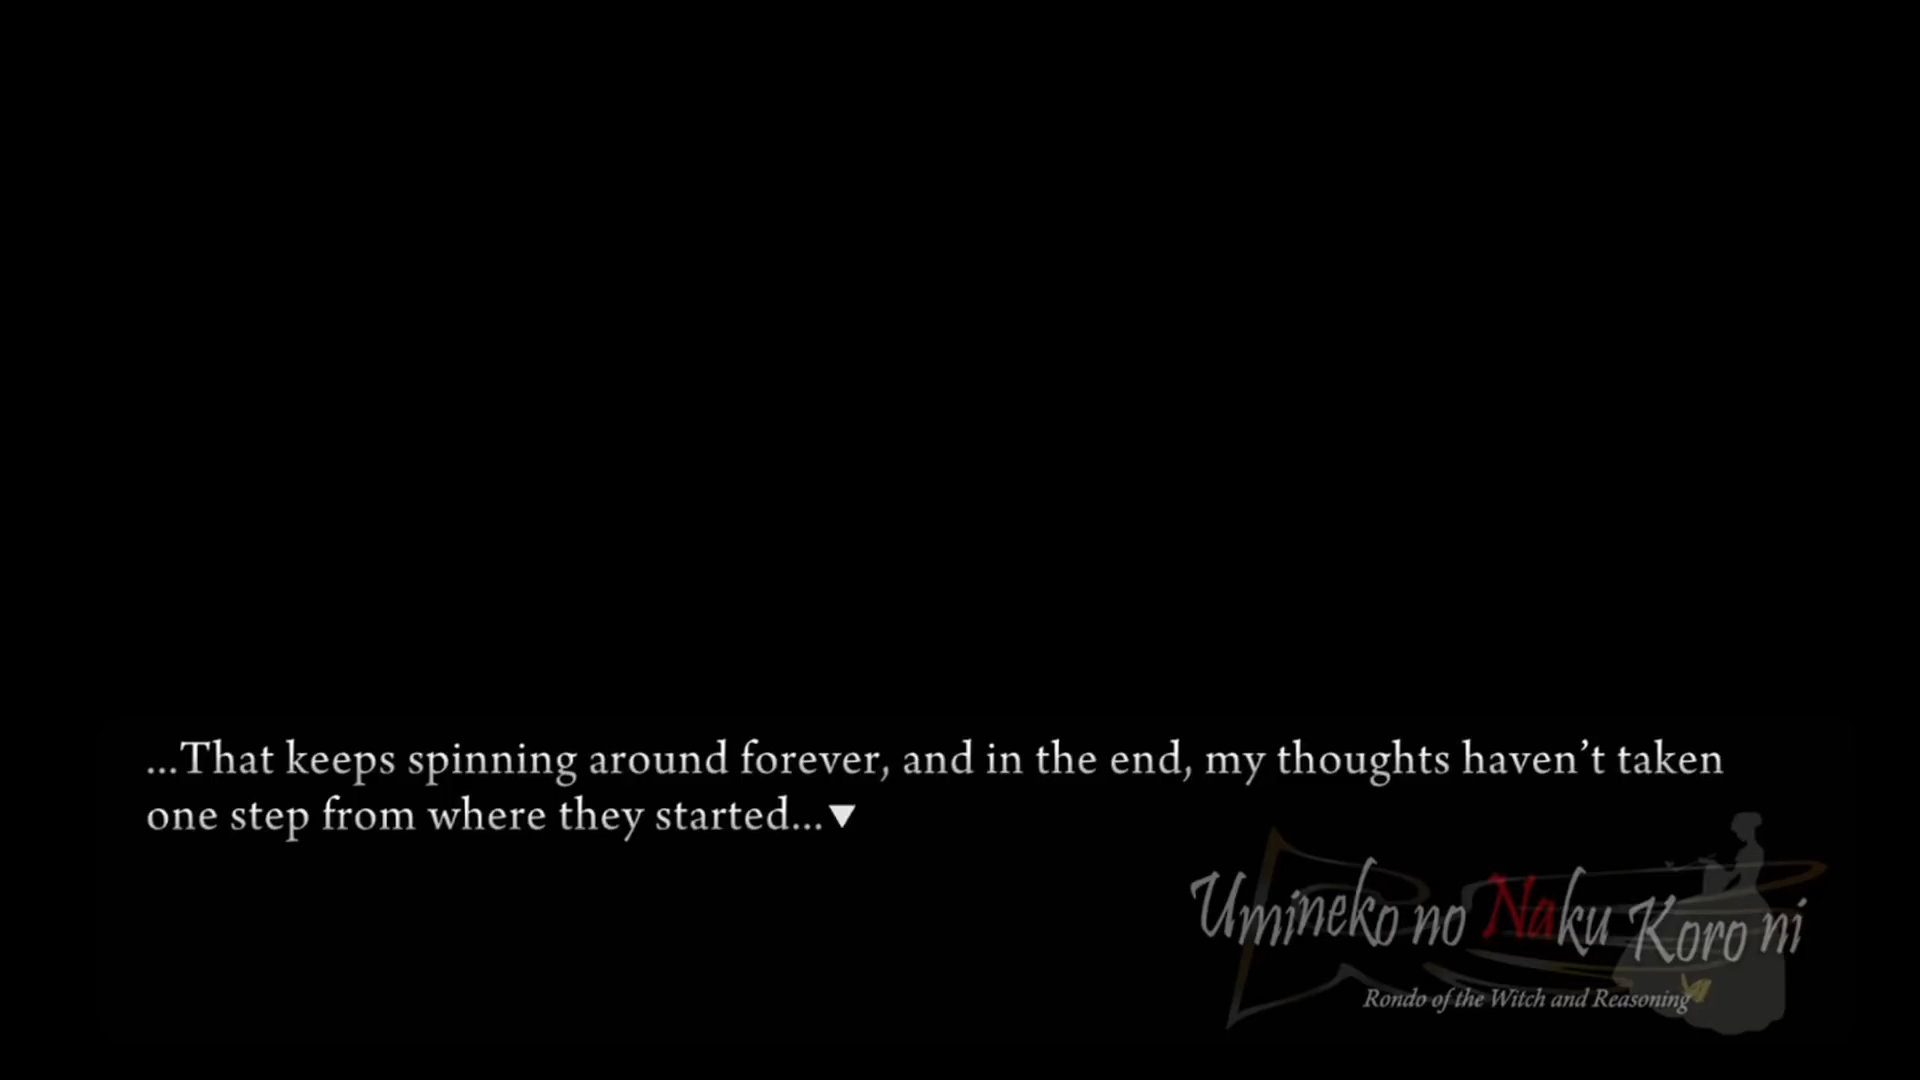 ...That keeps spinning around forever, and in the end, my thoughts haven't taken
one step from where they started...▼
Umineko no Naku Koro ni
Rondo of the Witch and Reasoning